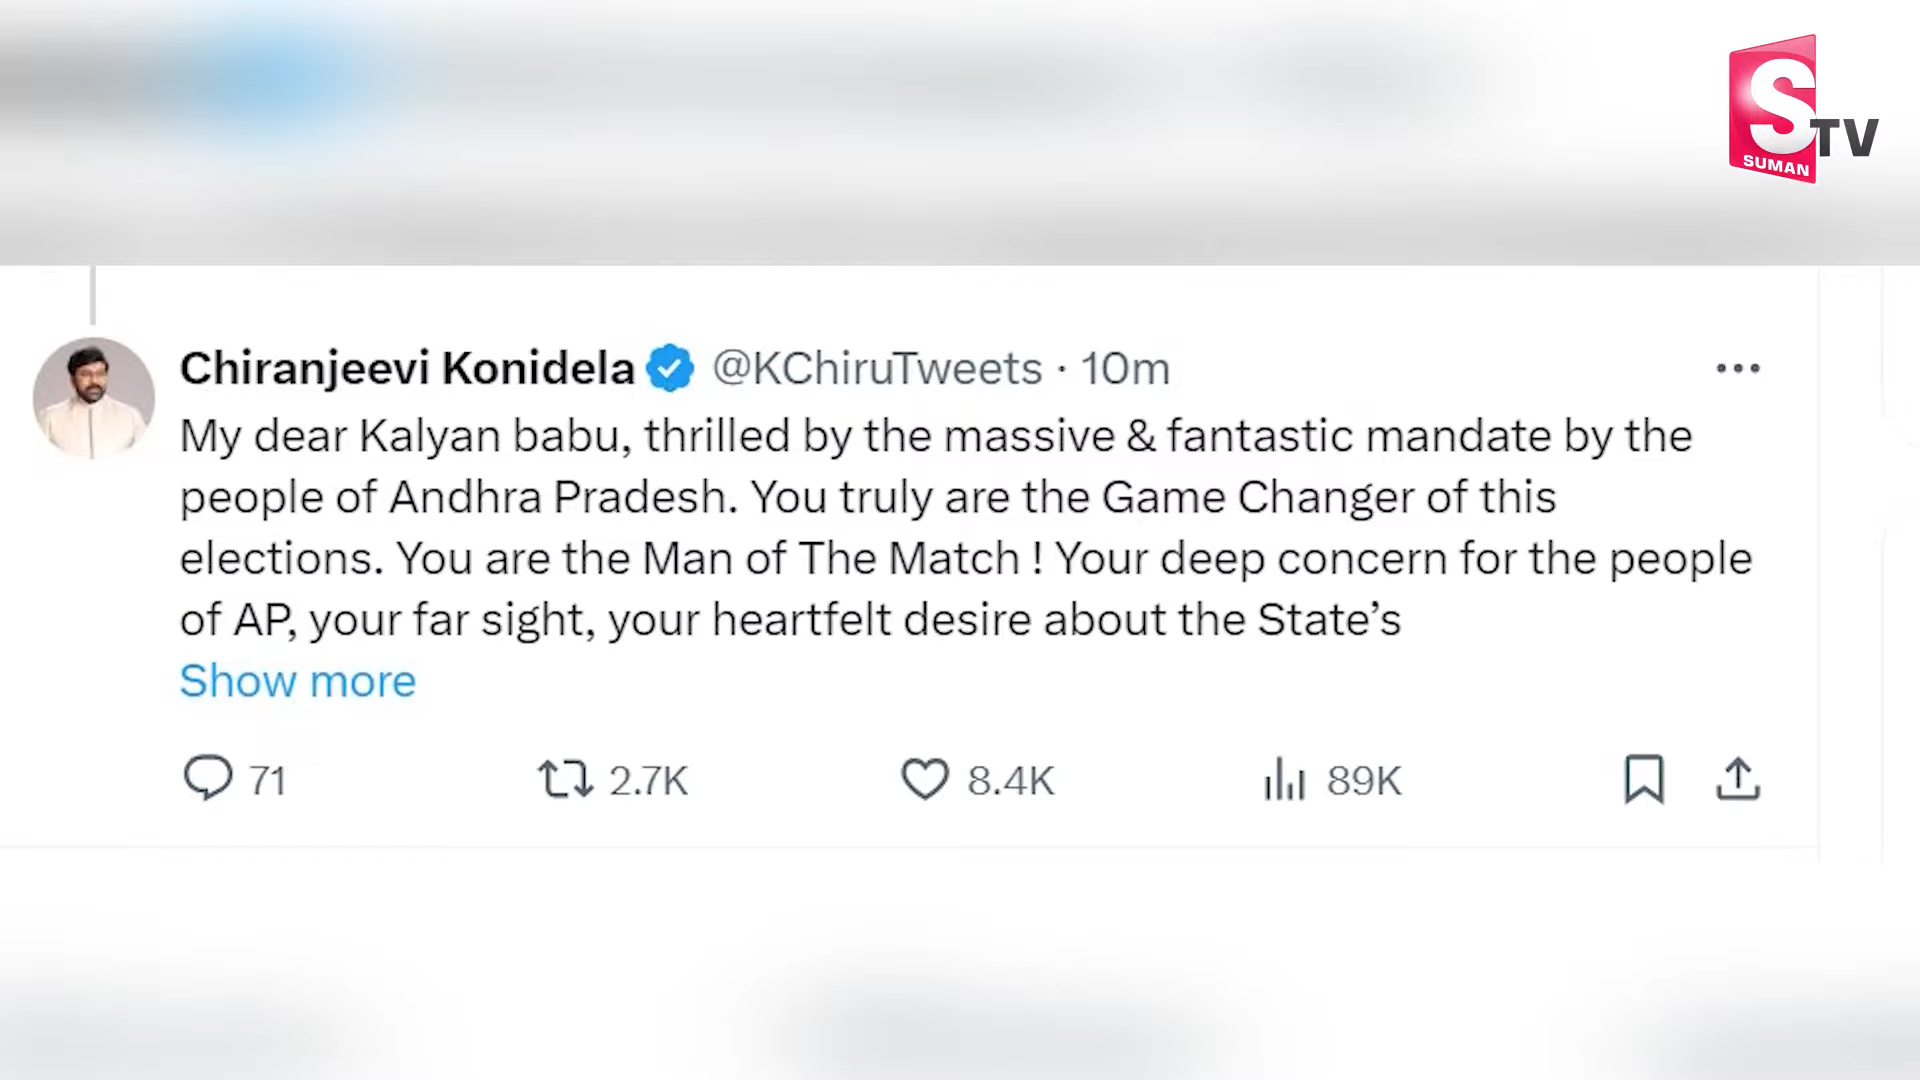 S
TV
SUMAN
Chiranjeevi Konidela @KChiruTweets · 10m
My dear Kalyan babu, thrilled by the massive & fantastic mandate by the
people of Andhra Pradesh. You truly are the Game Changer of this
elections. You are the Man of The Match ! Your deep concern for the people
of AP, your far sight, your heartfelt desire about the State’s
Show more
71 2.7K 8.4K 89K